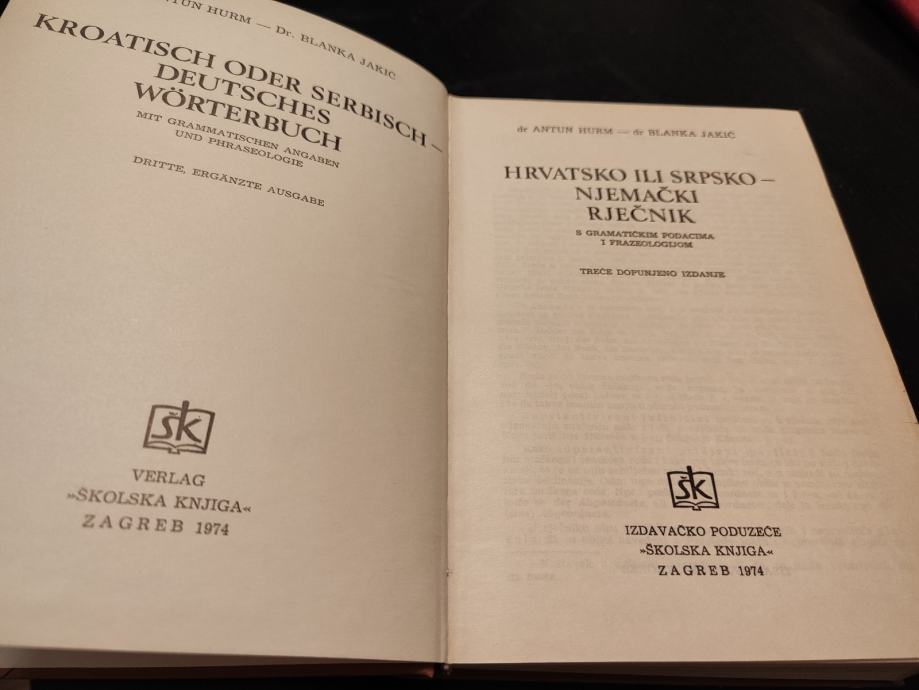 ANTUN HURM — Dr. BLANKA JAKIĆ
KROATISCH ODER SERBISCH –
DEUTSCHES
WÖRTERBUCH
MIT GRAMMATISCHEN ANGABEN
UND PHRASEOLOGIE
DRITTE, ERGÄNZTE AUSGABE
ŠK
VERLAG
»ŠKOLSKA KNJIGA«
ZAGREB 1974
dr ANTUN HURM — dr BLANKA JAKIĆ
HRVATSKO ILI SRPSKO –
NJEMAČKI
RJEČNIK
S GRAMATIČKIM PODACIMA
I FRAZEOLOGIJOM
TREĆE DOPUNJENO IZDANJE
ŠK
IZDAVAČKO PODUZEĆE
»ŠKOLSKA KNJIGA«
ZAGREB 1974